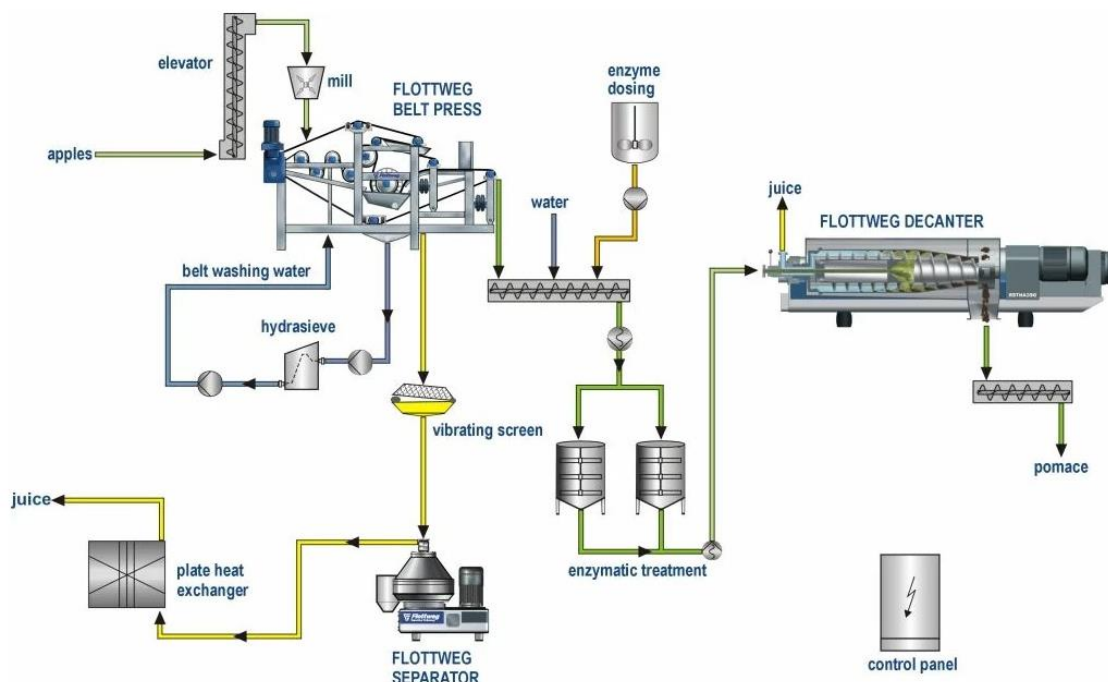 elevator
mill
FLOTTWEG
BELT PRESS
enzyme
dosing
apples
water
juice
FLOTTWEG DECANTER
belt washing water
hydrasieve
vibrating screen
pomace
juice
plate heat
exchanger
enzymatic treatment
Flottweg
FLOTTWEG
SEPARATOR
control panel